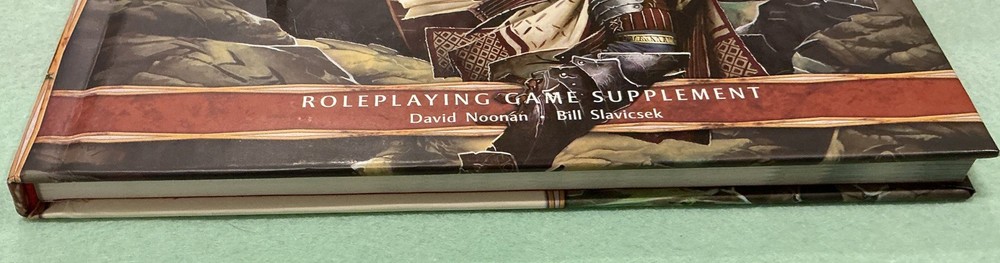 ROLEPLAYING GAME SUPPLEMENT
David Noonan • Bill Slavicsek